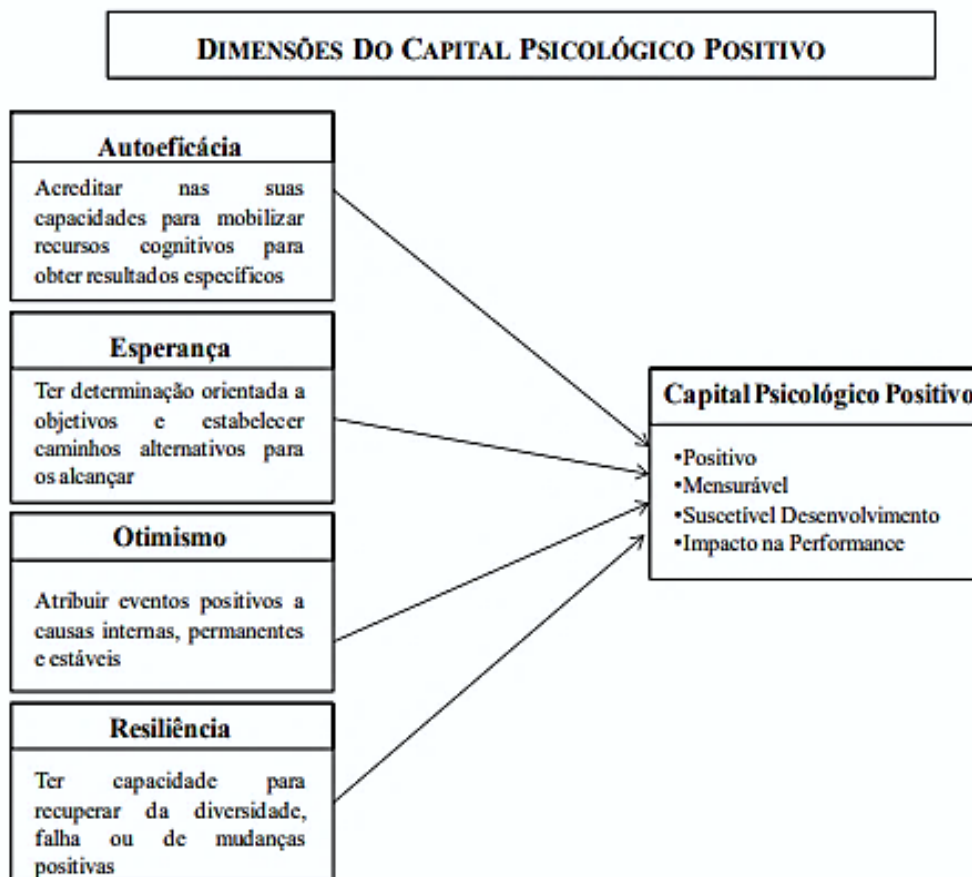 DIMENSÕES DO CAPITAL PSICOLÓGICO POSITIVO
Autoeficácia
Acreditar nas suas
capacidades para mobilizar
recursos cognitivos para
obter resultados específicos
Esperança
Ter determinação orientada a
objetivos e estabelecer
caminhos alternativos para
os alcançar
Otimismo
Atribuir eventos positivos a
causas internas, permanentes
e estáveis
Resiliência
Ter capacidade para
recuperar da diversidade,
falha ou de mudanças
positivas
Capital Psicológico Positivo
•Positivo
•Mensurável
•Suscetível Desenvolvimento
•Impacto na Performance